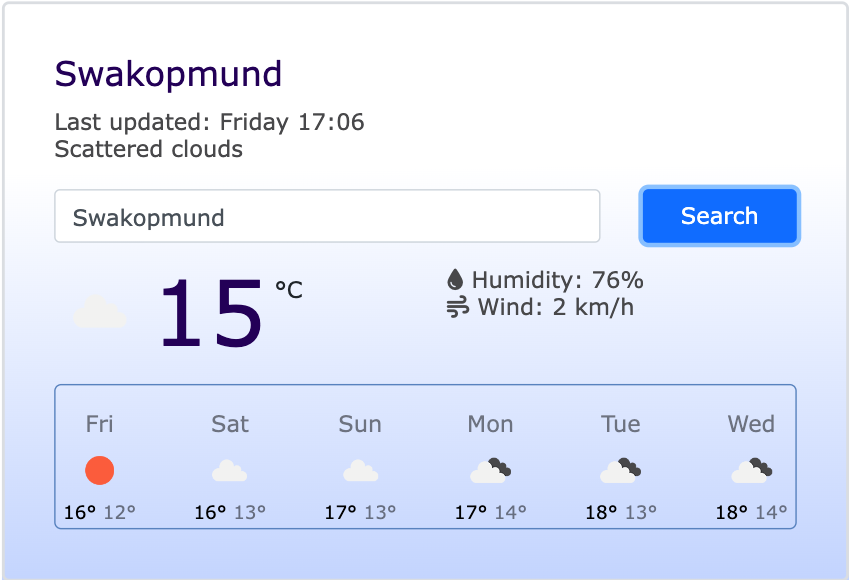 Swakopmund
Last updated: Friday 17:06
Scattered clouds
Swakopmund Search
15 °C
Humidity: 76%
Wind: 2 km/h
Fri Sat Sun Mon Tue Wed
16° 12° 16° 13° 17° 13° 17° 14° 18° 13° 18° 14°